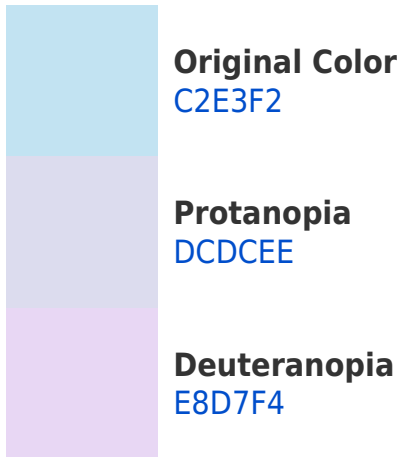 Original Color
C2E3F2
Protanopia
DCDCEE
Deuteranopia
E8D7F4